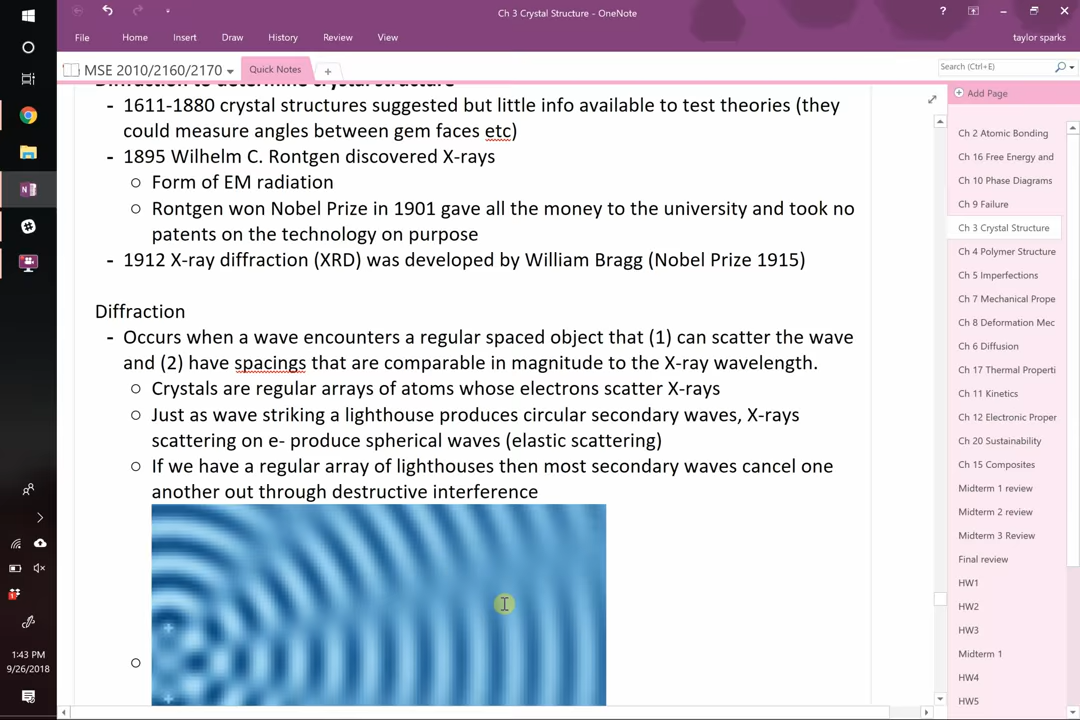 Ch 3 Crystal Structure - OneNote
?
File
Home
Insert
Draw
History
Review
View
taylor sparks
MSE 2010/2160/2170
Quick Notes
+
Search (Ctrl+E)
Diffraction to determine crystal structure
- 1611-1880 crystal structures suggested but little info available to test theories (they
could measure angles between gem faces etc)
- 1895 Wilhelm C. Rontgen discovered X-rays
○ Form of EM radiation
○ Rontgen won Nobel Prize in 1901 gave all the money to the university and took no
patents on the technology on purpose
- 1912 X-ray diffraction (XRD) was developed by William Bragg (Nobel Prize 1915)
Diffraction
- Occurs when a wave encounters a regular spaced object that (1) can scatter the wave
and (2) have spacings that are comparable in magnitude to the X-ray wavelength.
○ Crystals are regular arrays of atoms whose electrons scatter X-rays
○ Just as wave striking a lighthouse produces circular secondary waves, X-rays
scattering on e- produce spherical waves (elastic scattering)
○ If we have a regular array of lighthouses then most secondary waves cancel one
another out through destructive interference
○
Add Page
Ch 2 Atomic Bonding
Ch 16 Free Energy and
Ch 10 Phase Diagrams
Ch 9 Failure
Ch 3 Crystal Structure
Ch 4 Polymer Structure
Ch 5 Imperfections
Ch 7 Mechanical Prope
Ch 8 Deformation Mec
Ch 6 Diffusion
Ch 17 Thermal Properti
Ch 11 Kinetics
Ch 12 Electronic Proper
Ch 20 Sustainability
Ch 15 Composites
Midterm 1 review
Midterm 2 review
Midterm 3 Review
Final review
HW1
HW2
HW3
Midterm 1
HW4
HW5
1:43 PM
9/26/2018